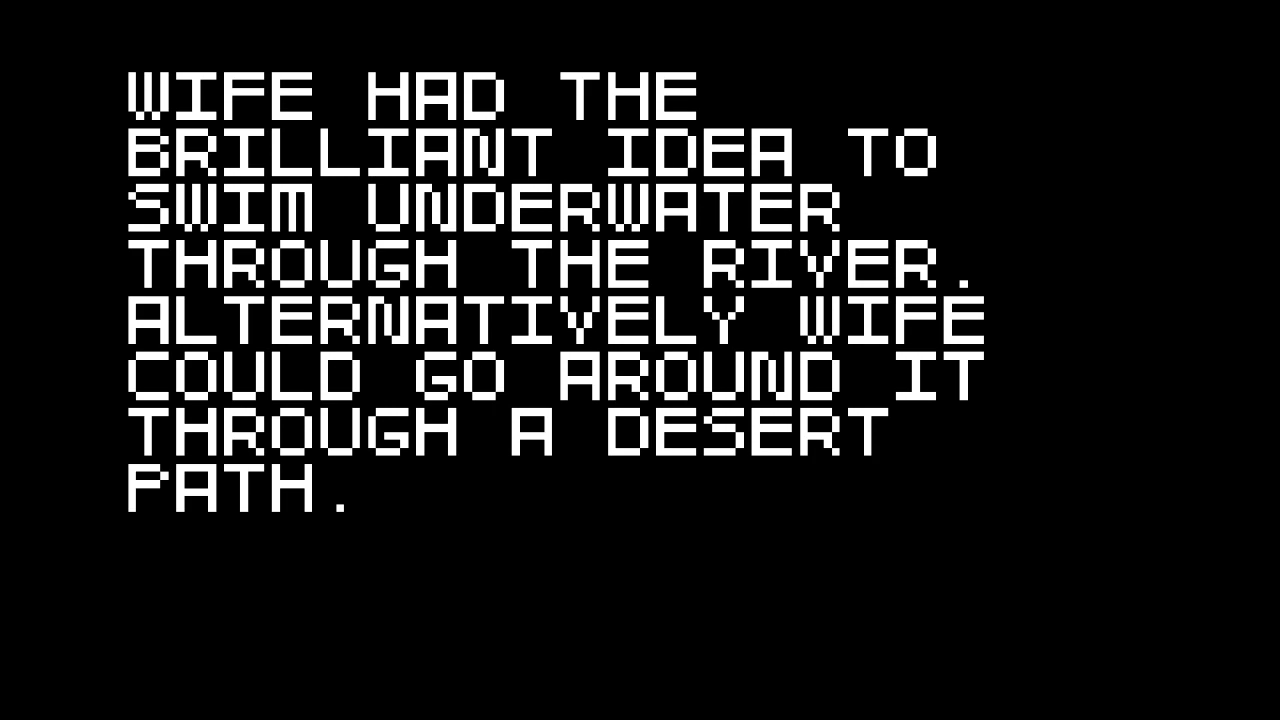 WIFE HAD THE
BRILLIANT IDEA TO
SWIM UNDERWATER
THROUGH THE RIVER.
ALTERNATIVELY WIFE
COULD GO AROUND IT
THROUGH A DESERT
PATH.